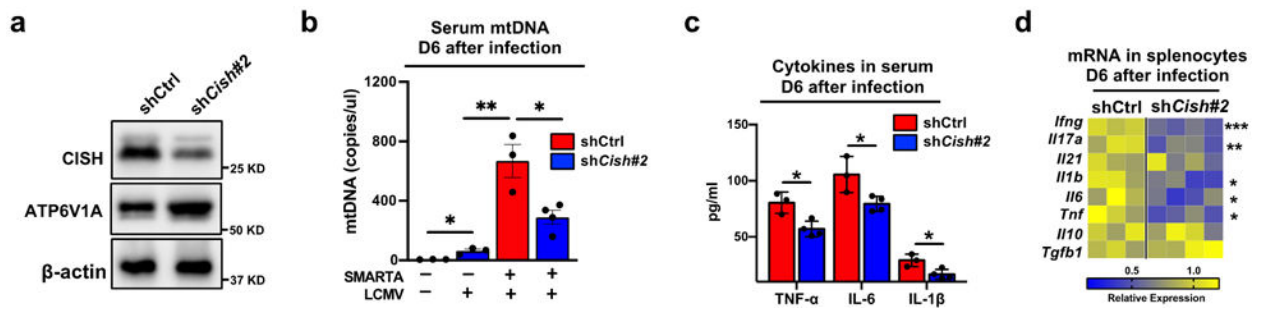 a
shCtrl
shCish#2
CISH
25 KD
ATP6V1A
50 KD
β-actin
37 KD
b
Serum mtDNA
D6 after infection
mtDNA (copies/ul)
1200
800
400
0
**
*
*
shCtrl
shCish#2
SMARTA
— — + +
LCMV
— + + +
c
Cytokines in serum
D6 after infection
pg/ml
150
100
50
*
*
*
shCtrl
shCish#2
TNF-α
IL-6
IL-1β
d
mRNA in splenocytes
D6 after infection
shCtrl shCish#2
Ifng ***
Il17a **
Il21
Il1b *
Il6 *
Tnf *
Il10
Tgfb1
0.5 1.0
Relative Expression